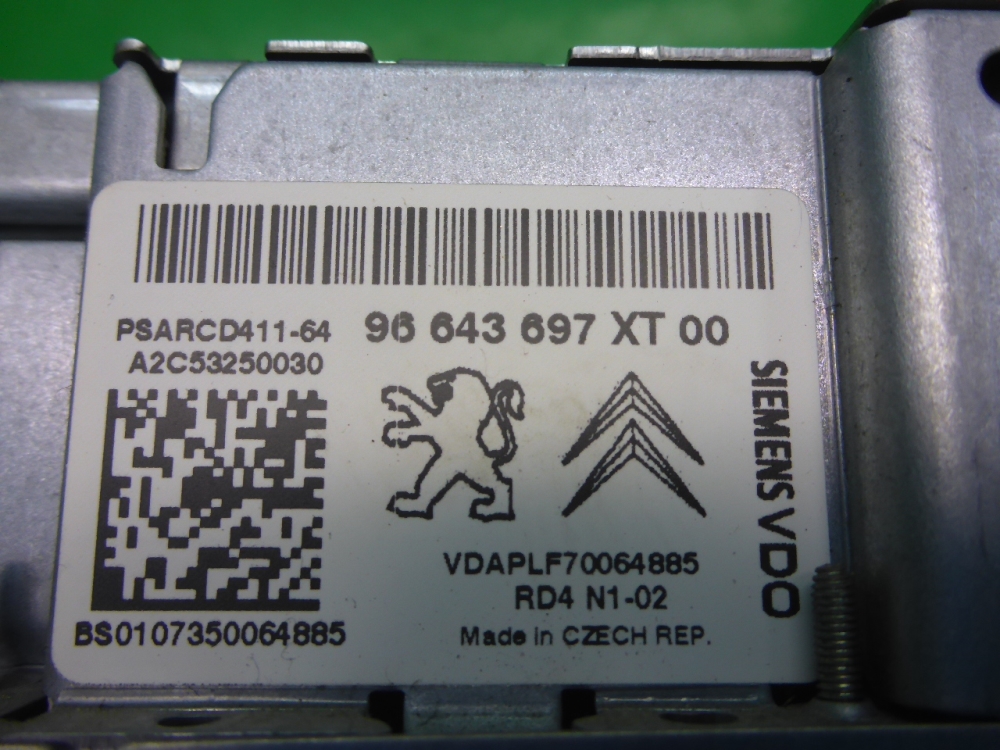 PSARCD411-64
A2C53250030
96 643 697 XT 00
SIEMENS VDO
VDAPLF70064885
RD4 N1-02
BS0107350064885
Made in CZECH REP.